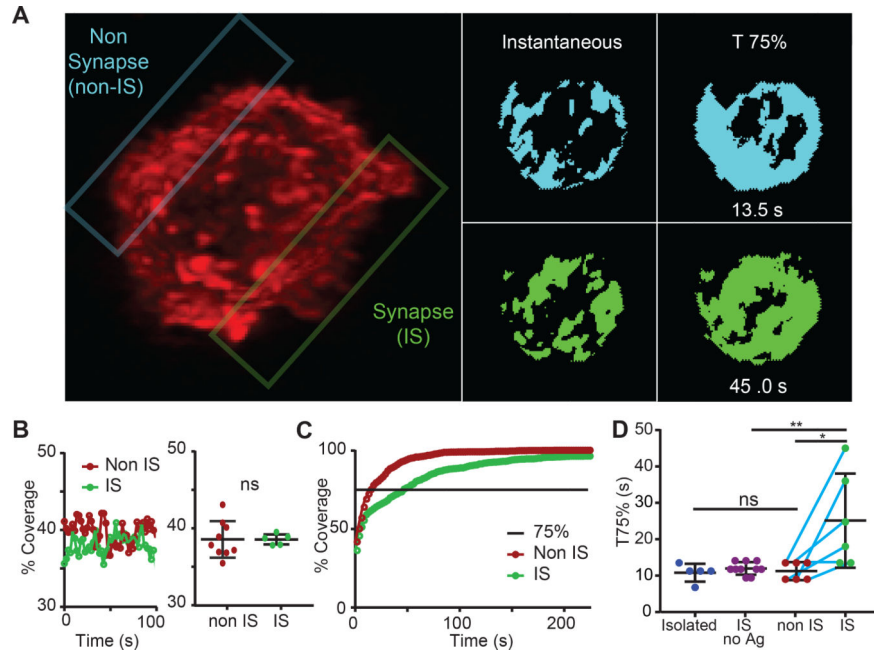 A
Non
Synapse
(non-IS)
Synapse
(IS)
Instantaneous
T 75%
13.5 s
45 .0 s
B
50
40
30
% Coverage
0
100
Time (s)
Non IS
IS
50
40
30
ns
non IS
IS
C
100
50
0
% Coverage
0
100
200
Time (s)
75%
Non IS
IS
D
50
40
30
20
10
0
T75% (s)
**
*
ns
Isolated
IS
no Ag
non IS
IS